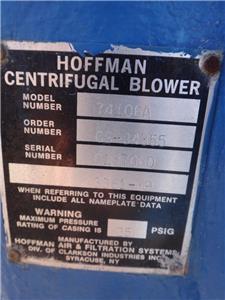 HOFFMAN
CENTRIFUGAL BLOWER
MODEL
NUMBER
ORDER
NUMBER
SERIAL
NUMBER
WHEN REFERRING TO THIS EQUIPMENT
INCLUDE ALL NAMEPLATE DATA
WARNING
MAXIMUM PRESSURE
RATING OF CASING IS 25 PSIG
MANUFACTURED BY
HOFFMAN AIR & FILTRATION SYSTEMS
DIV. OF CLARKSON INDUSTRIES INC.
SYRACUSE, NY